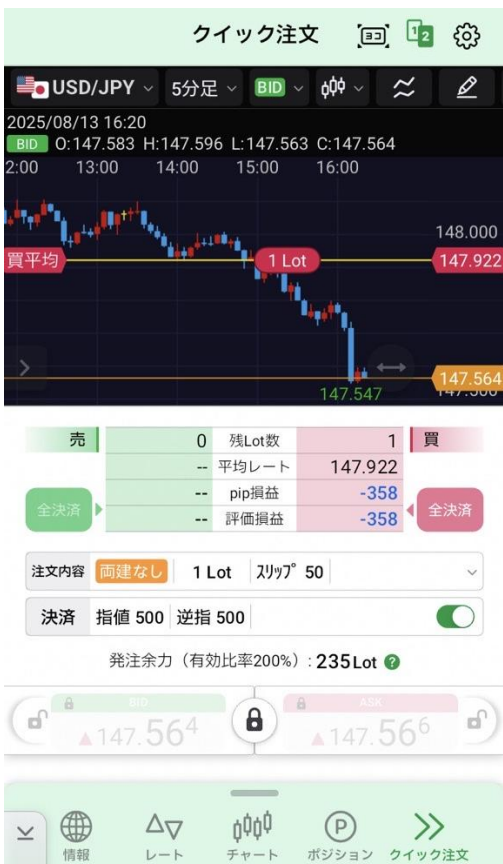 クイック注文
USD/JPY 5分足 BID
2025/08/13 16:20
BID O:147.583 H:147.596 L:147.563 C:147.564
2:00 13:00 14:00 15:00 16:00
148.000
買平均 1 Lot 147.922
147.564
147.547
売 0 残Lot数 1 買
-- 平均レート 147.922
-- pip損益 -358
全決済 -- 評価損益 -358 全決済
注文内容 両建なし 1 Lot ｽﾘｯﾌﾟ 50
決済 指値 500 逆指 500
発注余力（有効比率200%）: 235Lot ?
BID ASK
▲147.564 ▲147.566
情報 レート チャート ポジション クイック注文